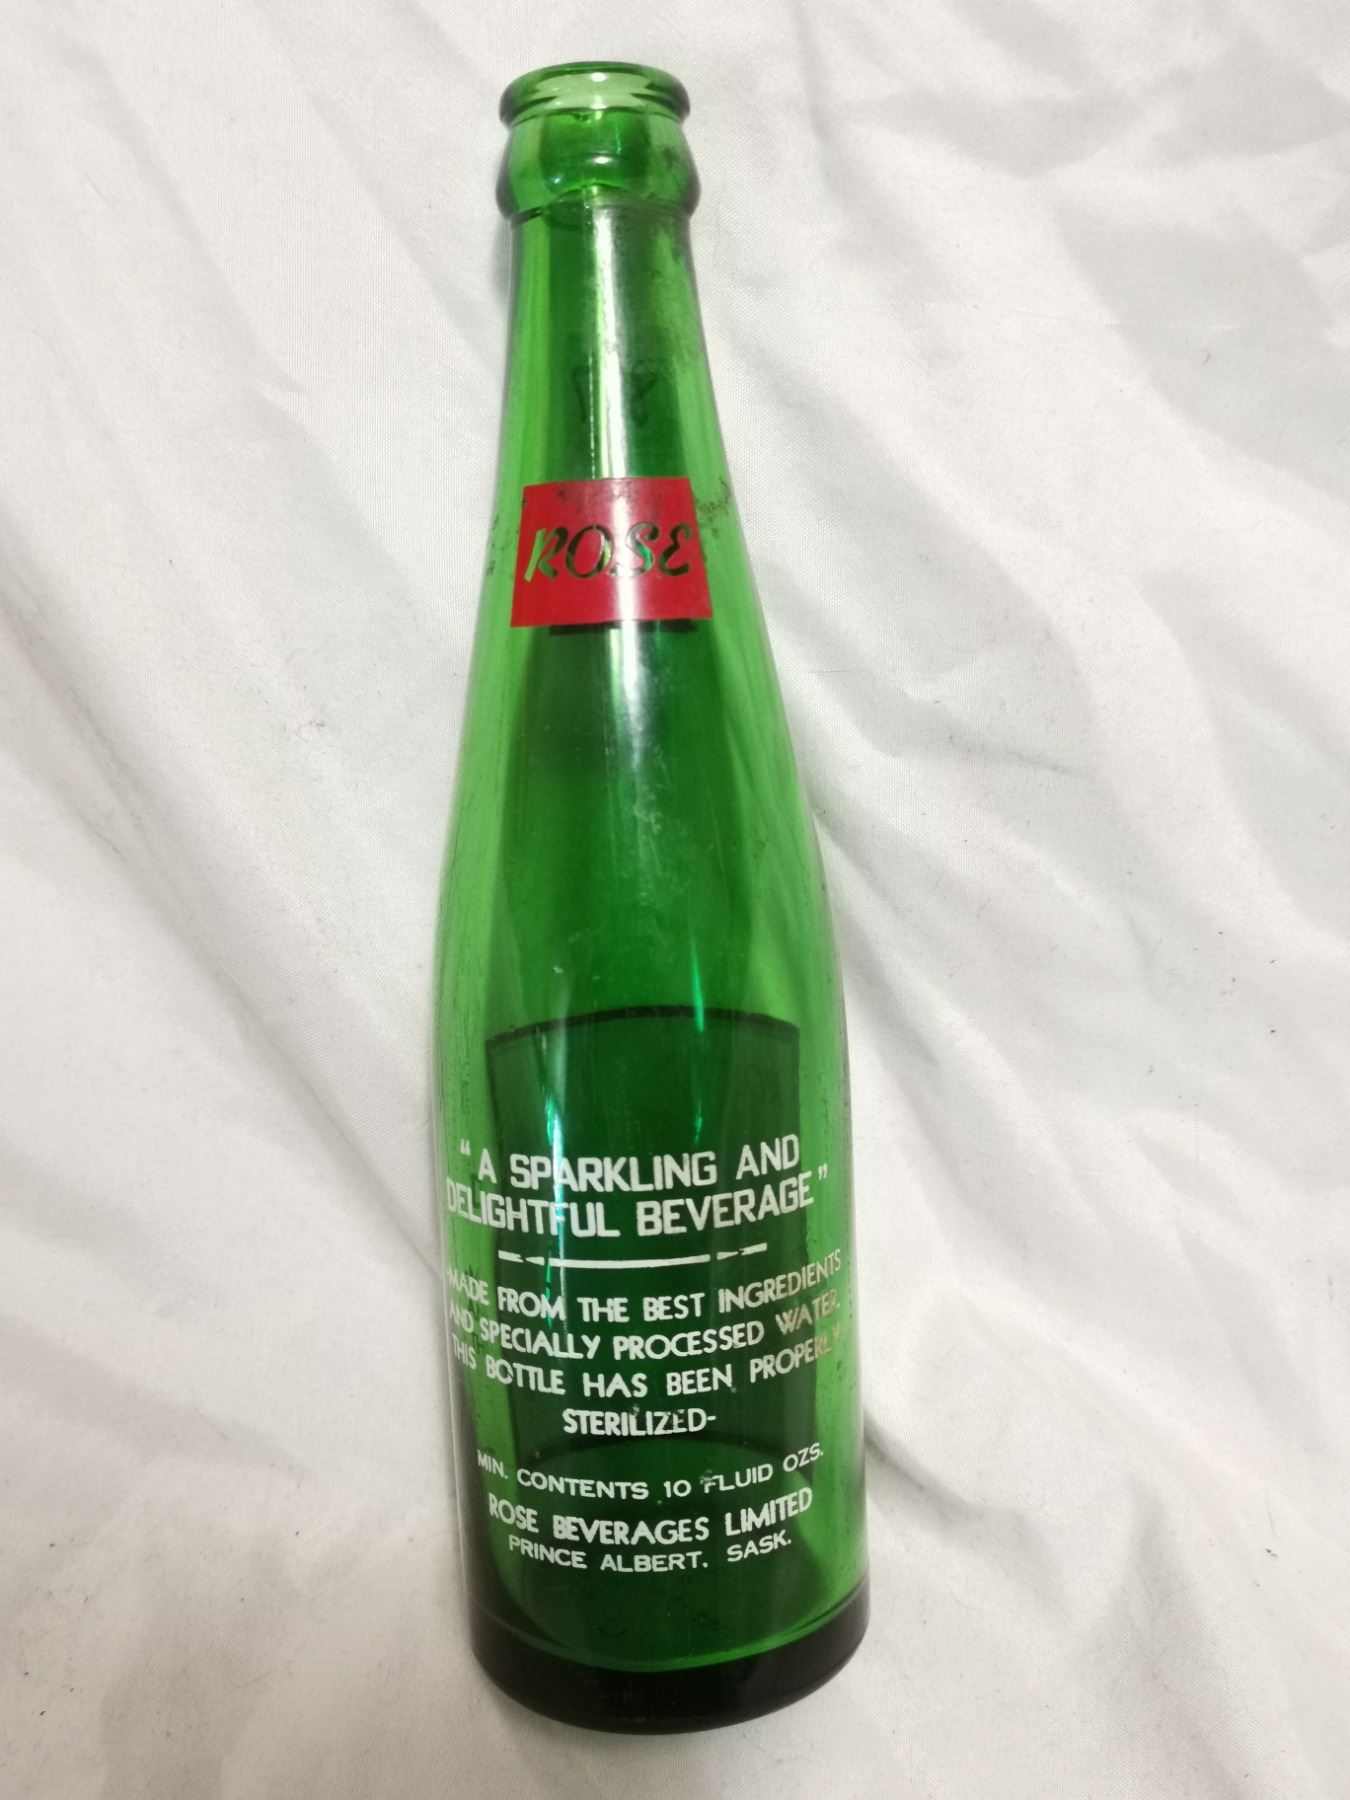 ROSE
"A SPARKLING AND
DELIGHTFUL BEVERAGE"
-MADE FROM THE BEST INGREDIENTS
AND SPECIALLY PROCESSED WATER.
THIS BOTTLE HAS BEEN PROPERLY
STERILIZED-
MIN. CONTENTS 10 FLUID OZS.
ROSE BEVERAGES LIMITED
PRINCE ALBERT. SASK.